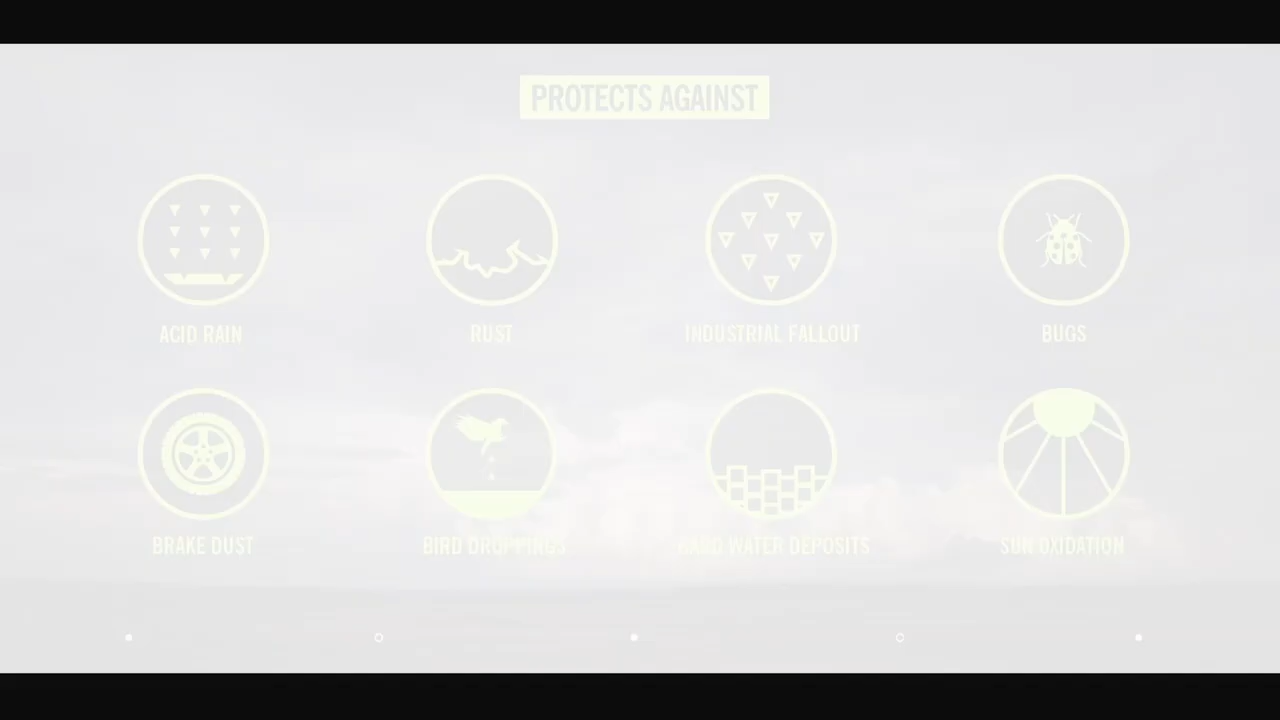 PROTECTS AGAINST
ACID RAIN
RUST
INDUSTRIAL FALLOUT
BUGS
BRAKE DUST
BIRD DROPPINGS
HARD WATER DEPOSITS
SUN OXIDATION